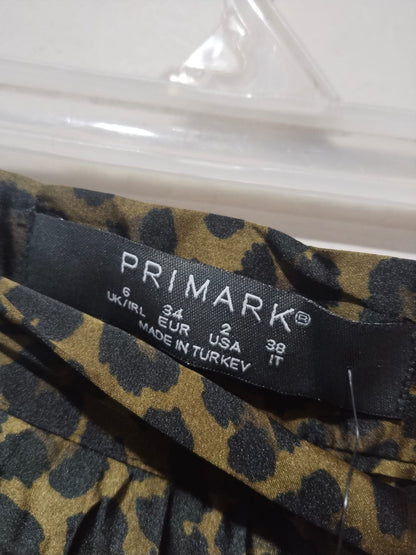 PRIMARK®
6 34 2 38
UK/IRL EUR USA IT
MADE IN TURKEY